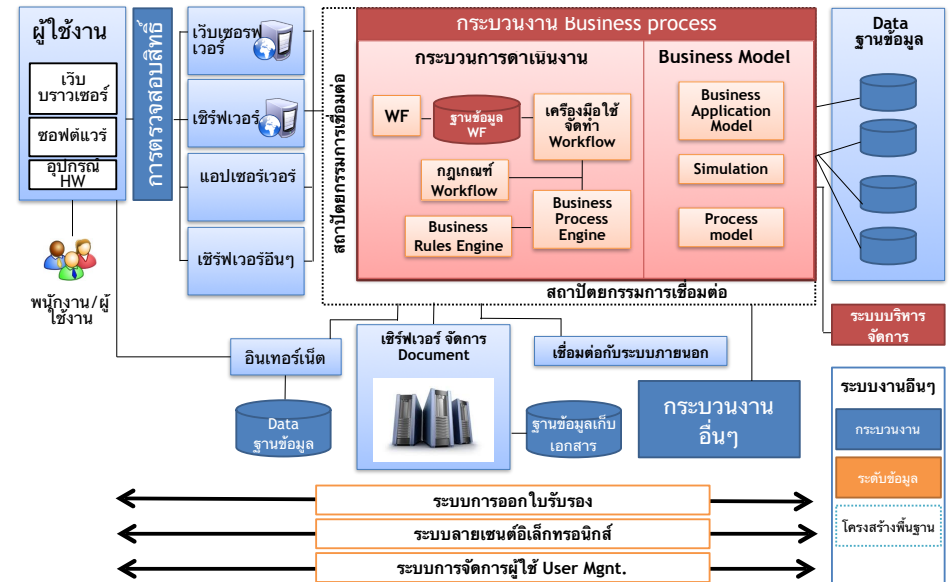 ผู้ใช้งาน
เว็บ
บราวเซอร์
ซอฟต์แวร์
อุปกรณ์
HW
พนักงาน/ผู้
ใช้งาน
การตรวจสอบสิทธิ์
เว็บเซอรฟ
เวอร์
เซิร์ฟเวอร์
แอปเซอร์เวอร์
เซิร์ฟเวอร์อื่นๆ
สถาปัตยกรรมการเชื่อมต่อ
กระบวนงาน Business process
กระบวนการดาเนินงาน
WF
ฐานข้อมูล
WF
เครื่องมือใช้
จัดทำ
Workflow
กฎเกณฑ์
Workflow
Business
Rules Engine
Business
Process
Engine
Business Model
Business
Application
Model
Simulation
Process
model
สถาปัตยกรรมการเชื่อมต่อ
Data
ฐานข้อมูล
ระบบบริหาร
จัดการ
อินเทอร์เน็ต
Data
ฐานข้อมูล
เซิร์ฟเวอร์ จัดการ
Document
ฐานข้อมูลเก็บ
เอกสาร
เชื่อมต่อกับระบบภายนอก
กระบวนงาน
อื่นๆ
ระบบงานอื่นๆ
กระบวนงาน
ระดับข้อมูล
โครงสร้างพื้นฐาน
ระบบการออกใบรับรอง
ระบบลายเซนต์อิเล็กทรอนิกส์
ระบบการจัดการผู้ใช้ User Mgnt.